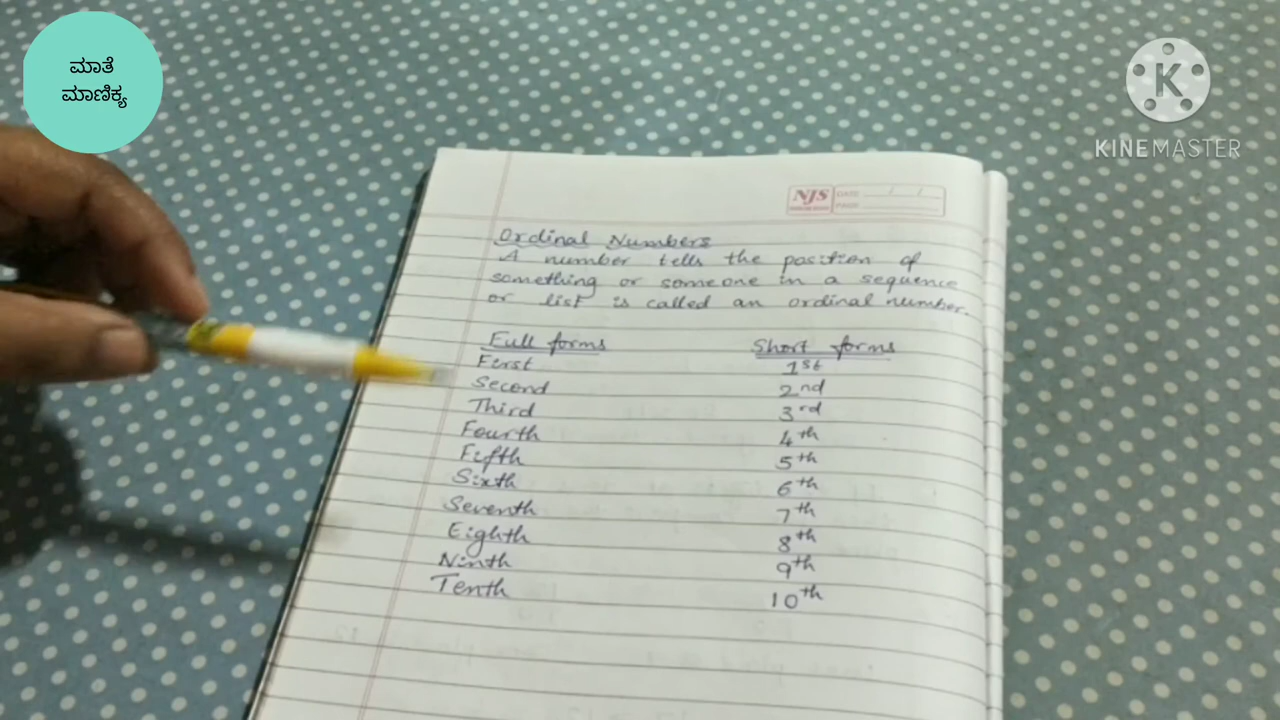 ಮಾತೆ
ಮಾಣಿಕ್ಯ
KINEMASTER
NJS
DATE
PAGE
Ordinal Numbers
A number tells the position of
something or someone in a sequence
or list is called an ordinal number.
Full forms Short forms
First 1st
Second 2nd
Third 3rd
Fourth 4th
Fifth 5th
Sixth 6th
Seventh 7th
Eighth 8th
Ninth 9th
Tenth 10th